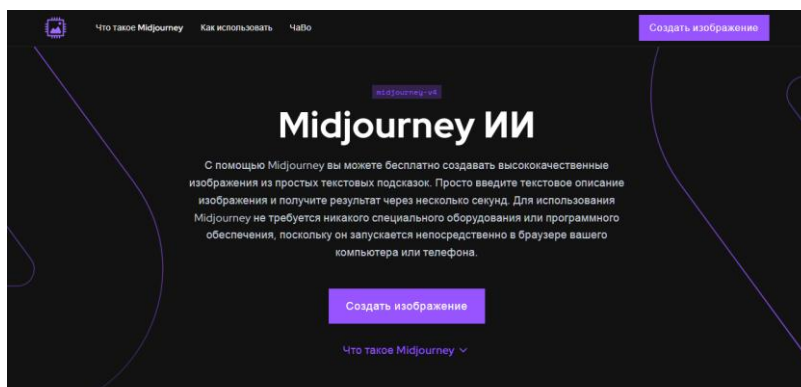 Что такое Midjourney
Как использовать
ЧаВо
Создать изображение
midjourney-v4
Midjourney ИИ
С помощью Midjourney вы можете бесплатно создавать высококачественные
изображения из простых текстовых подсказок. Просто введите текстовое описание
изображения и получите результат через несколько секунд. Для использования
Midjourney не требуется никакого специального оборудования или программного
обеспечения, поскольку он запускается непосредственно в браузере вашего
компьютера или телефона.
Создать изображение
Что такое Midjourney